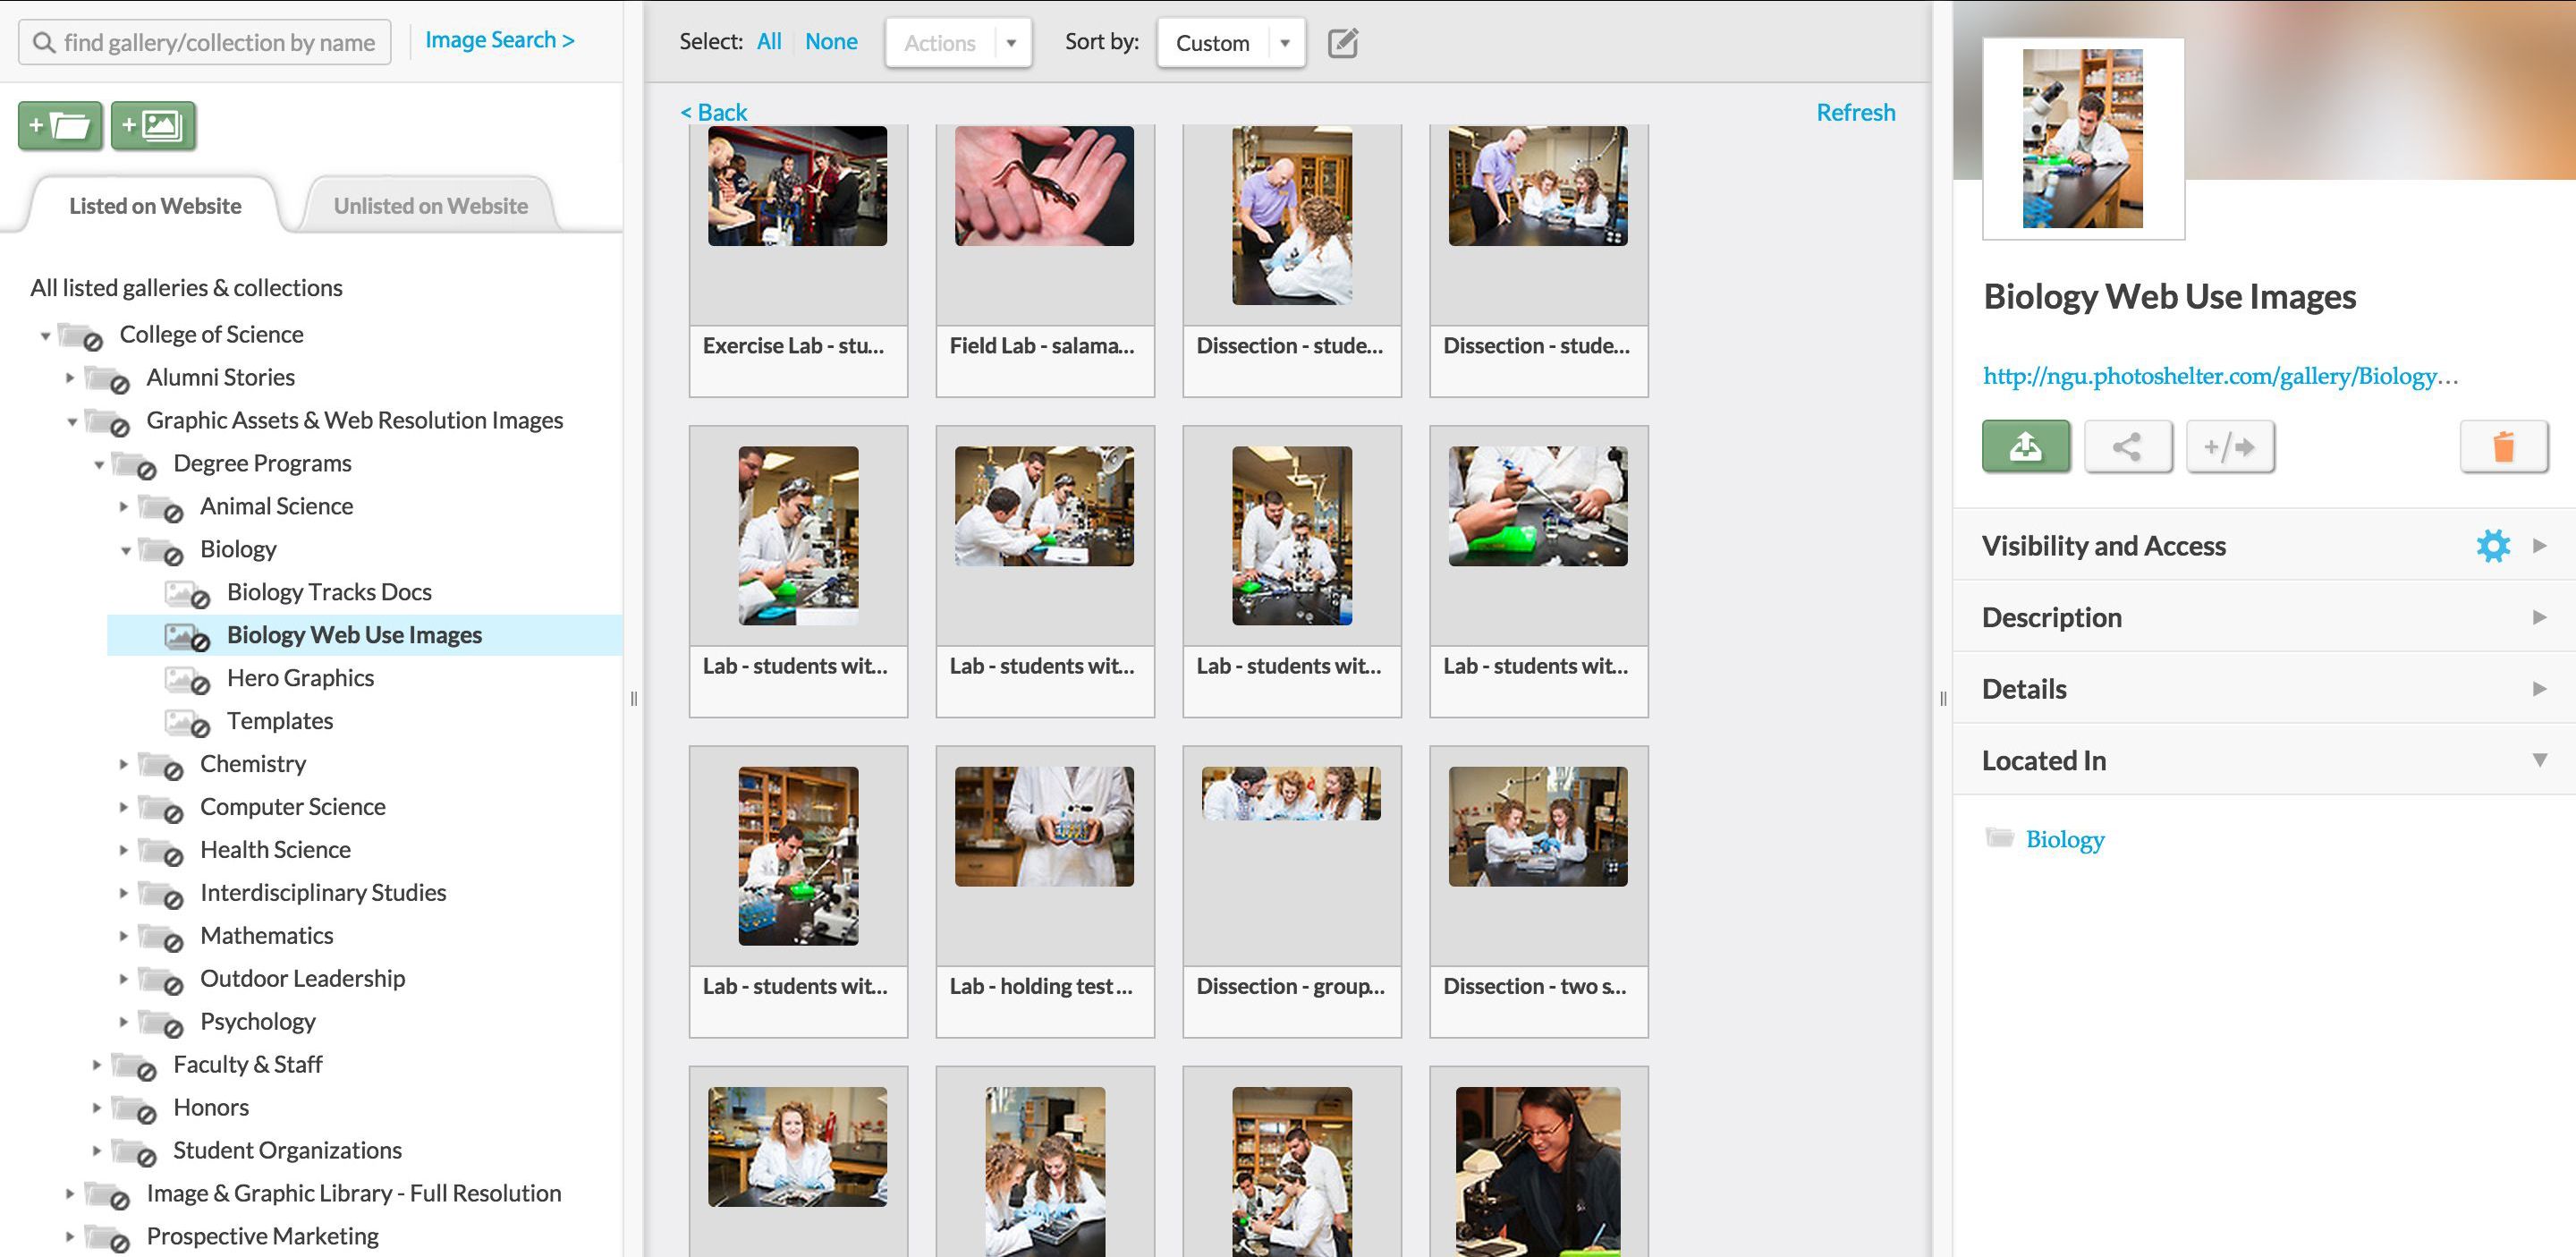 find gallery/collection by name
Image Search >
Select: All None
Actions
Sort by: Custom
< Back
Refresh
+
+
Listed on Website
Unlisted on Website
All listed galleries & collections
College of Science
Alumni Stories
Graphic Assets & Web Resolution Images
Degree Programs
Animal Science
Biology
Biology Tracks Docs
Biology Web Use Images
Hero Graphics
Templates
Chemistry
Computer Science
Health Science
Interdisciplinary Studies
Mathematics
Outdoor Leadership
Psychology
Faculty & Staff
Honors
Student Organizations
Image & Graphic Library - Full Resolution
Prospective Marketing
Exercise Lab - stu...
Field Lab - salama...
Dissection - stude...
Dissection - stude...
Lab - students wit...
Lab - students wit...
Lab - students wit...
Lab - students wit...
Lab - students wit...
Lab - holding test ...
Dissection - group...
Dissection - two s...
Biology Web Use Images
http://ngu.photoshelter.com/gallery/Biology...
+/
Visibility and Access
Description
Details
Located In
Biology